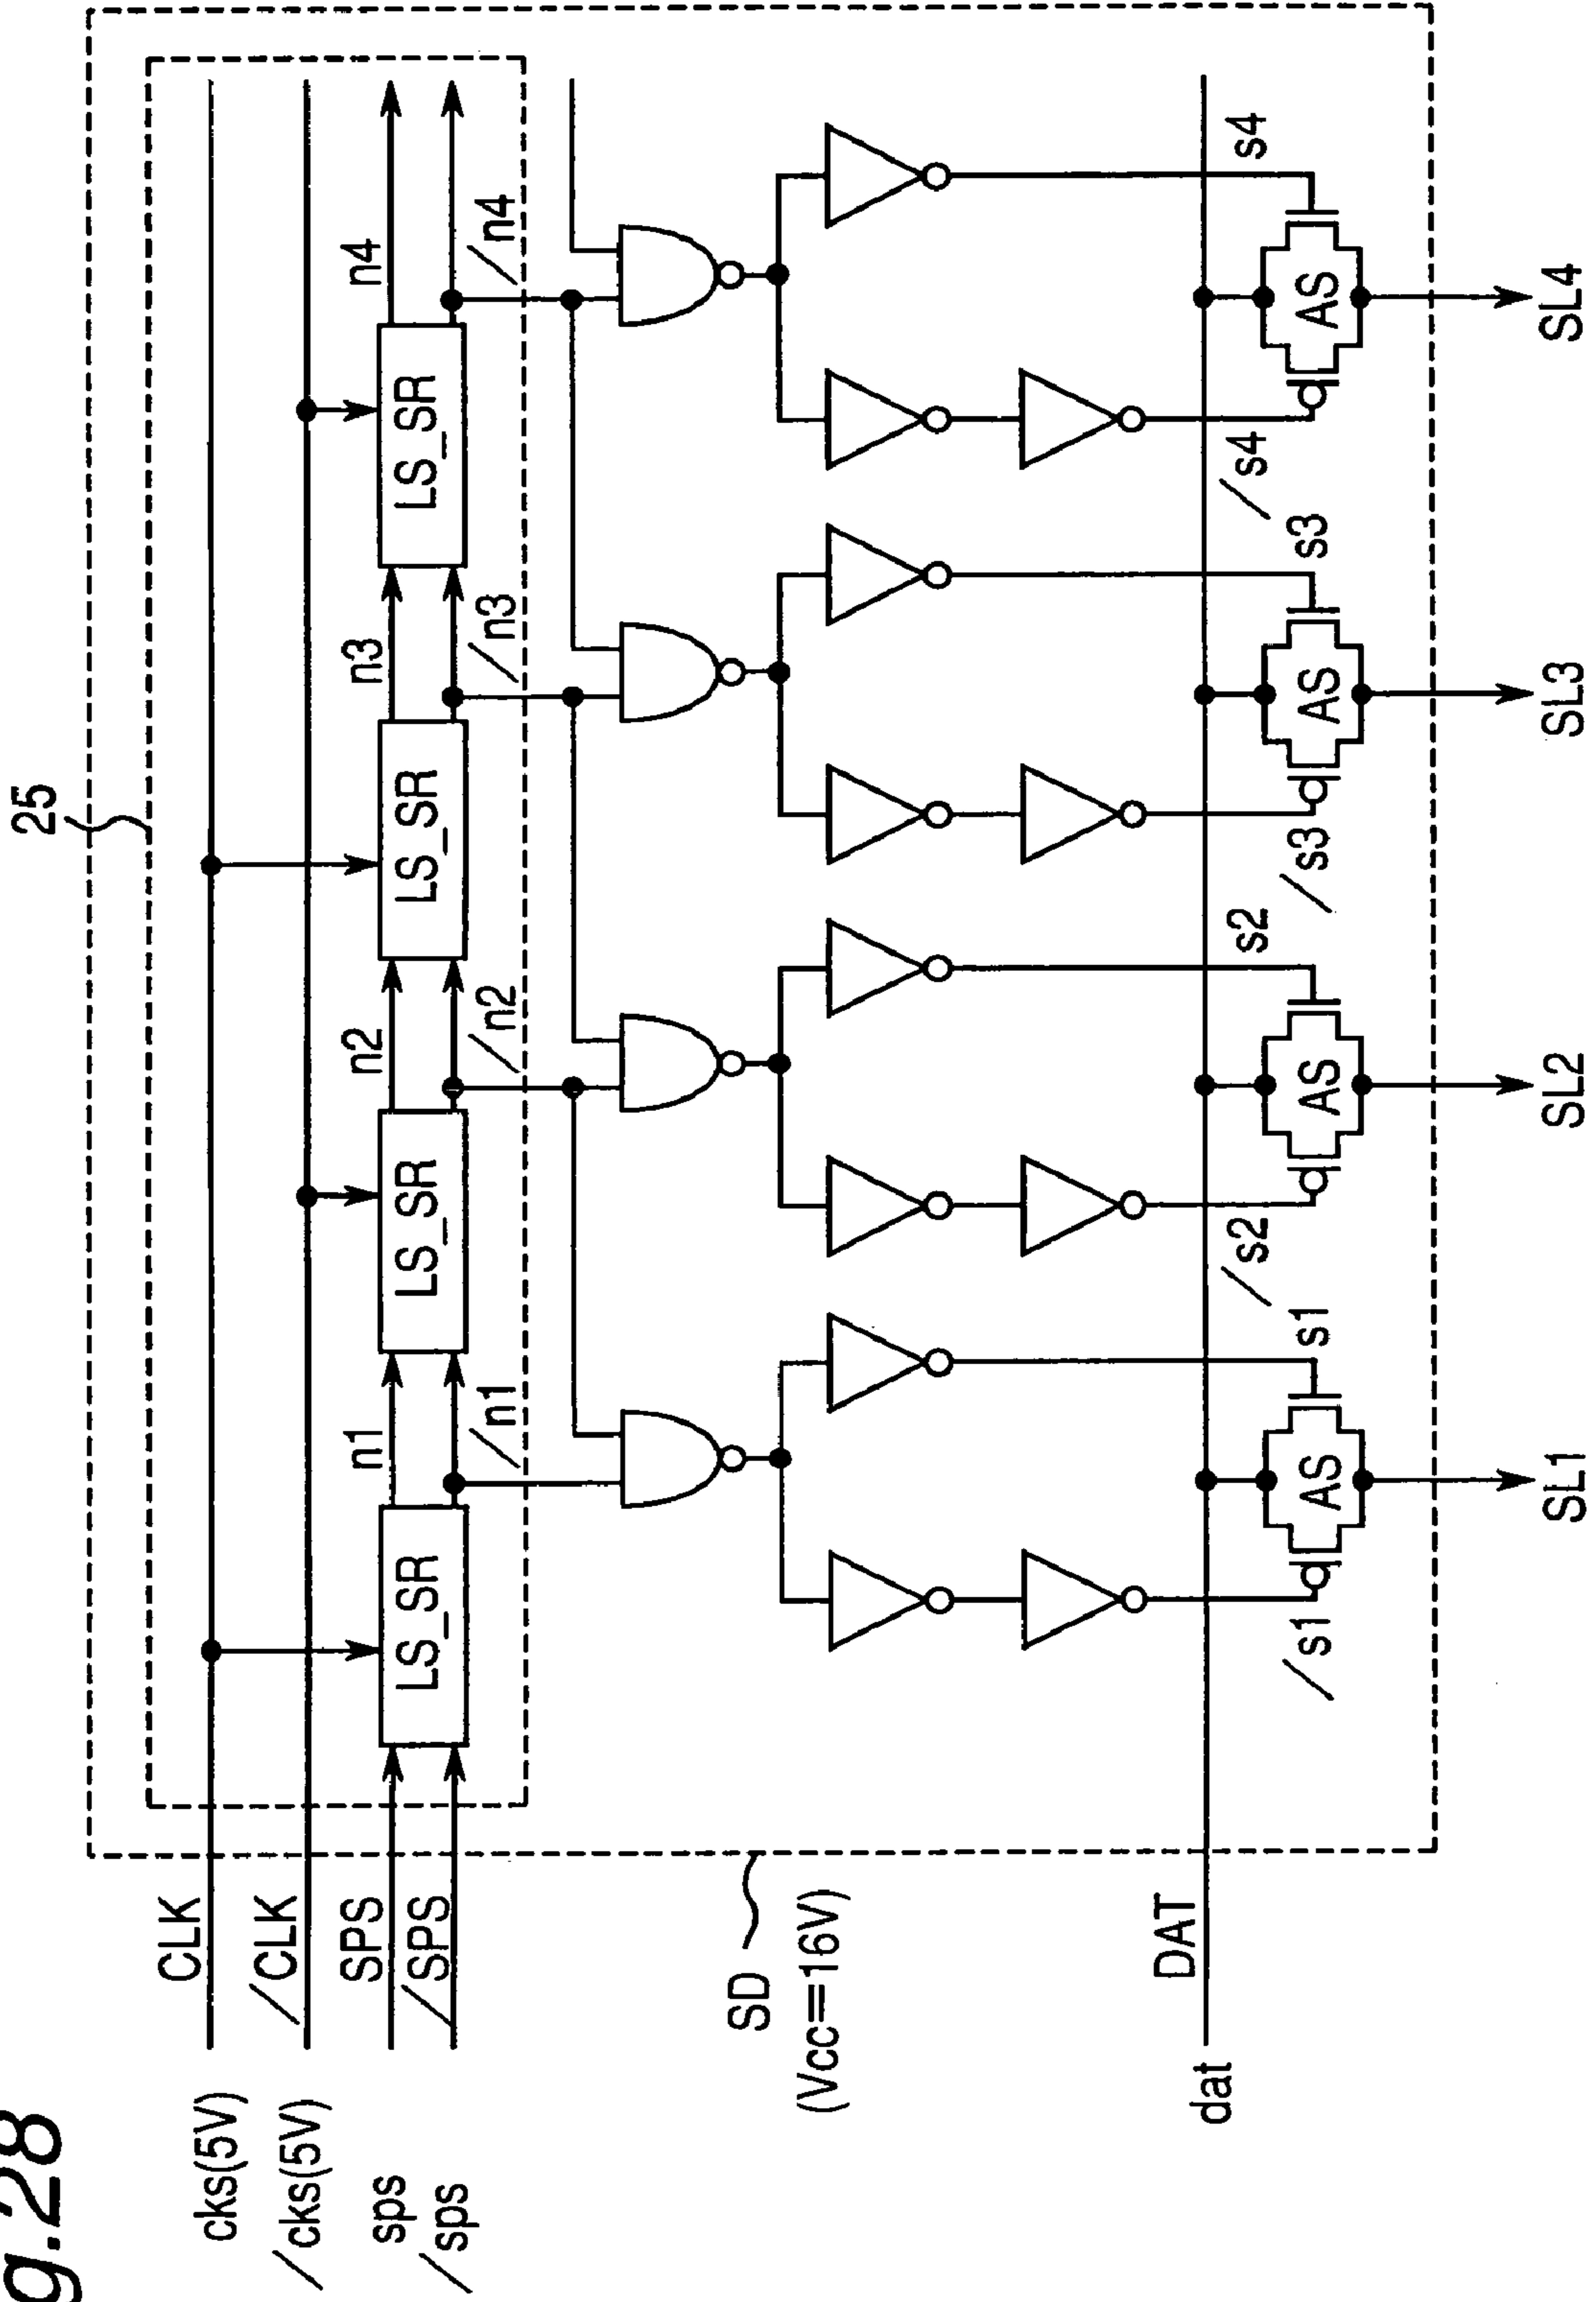 g.28
25
cks(5V)
CLK
/cks(5V)
/CLK
sps
SPS
/sps
/SPS
LS_SR
n1
/n1
LS_SR
n2
/n2
LS_SR
n3
/n3
LS_SR
n4
/n4
SD
(Vcc=16V)
dat
DAT
/s1
AS
s1
/s2
AS
s2
/s3
AS
s3
/s4
AS
s4
SL1
SL2
SL3
SL4